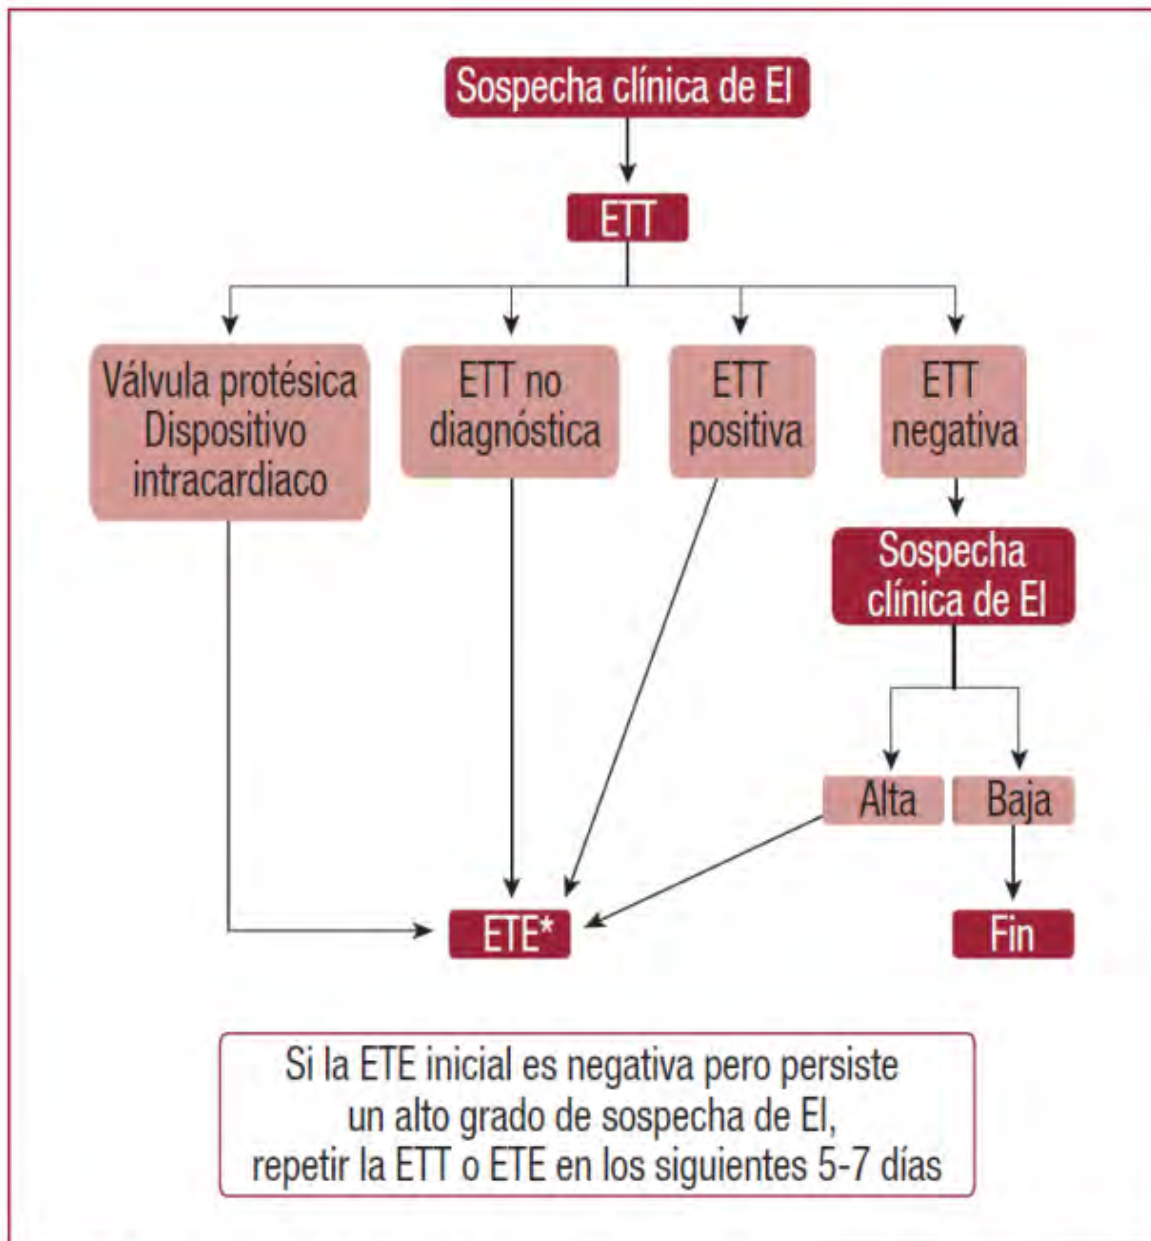 Sospecha clínica de EI
ETT
Válvula protésica
Dispositivo
intracardiaco
ETT no
diagnóstica
ETT
positiva
ETT
negativa
Sospecha
clínica de EI
Alta
Baja
ETE*
Fin
Si la ETE inicial es negativa pero persiste
un alto grado de sospecha de EI,
repetir la ETT o ETE en los siguientes 5-7 días